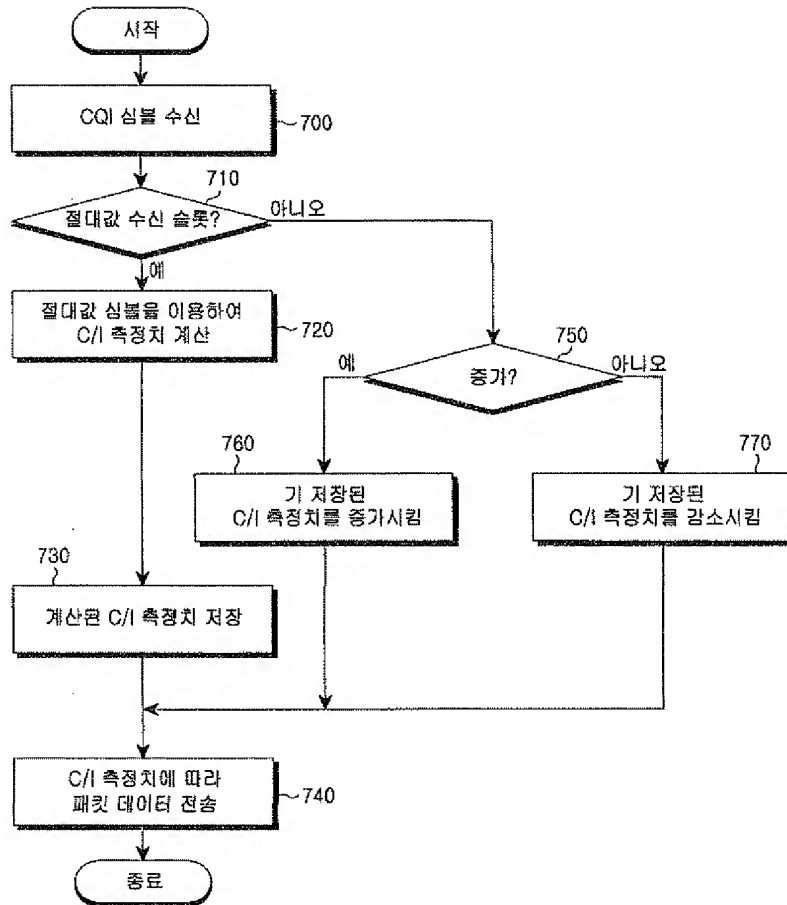 시작
CQI 심볼 수신
700
710
절대값 수신 슬롯?
아니오
예
절대값 심볼을 이용하여
C/I 측정치 계산
720
750
증가?
예
아니오
760
기 저장된
C/I 측정치를 증가시킴
770
기 저장된
C/I 측정치를 감소시킴
730
계산된 C/I 측정치 저장
C/I 측정치에 따라
패킷 데이터 전송
740
종료